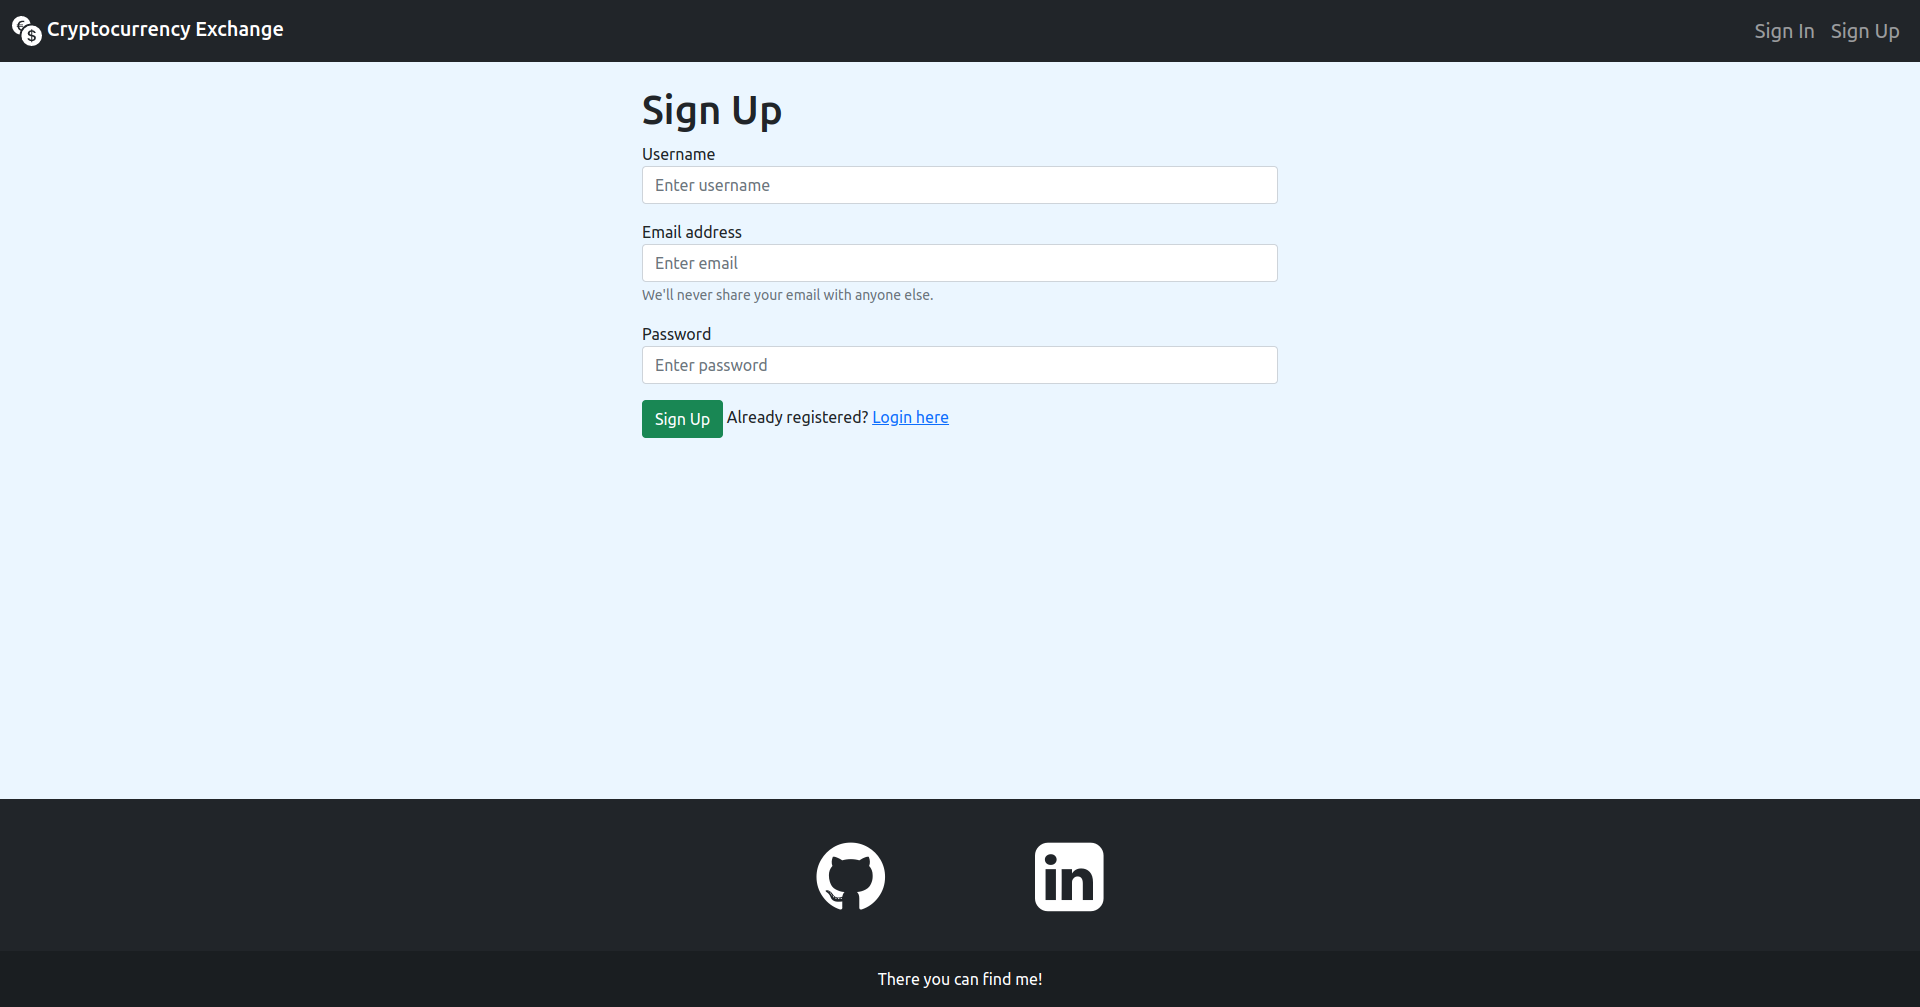 Cryptocurrency Exchange
Sign In Sign Up
Sign Up
Username
Enter username
Email address
Enter email
We'll never share your email with anyone else.
Password
Enter password
Sign Up Already registered? Login here
in
There you can find me!